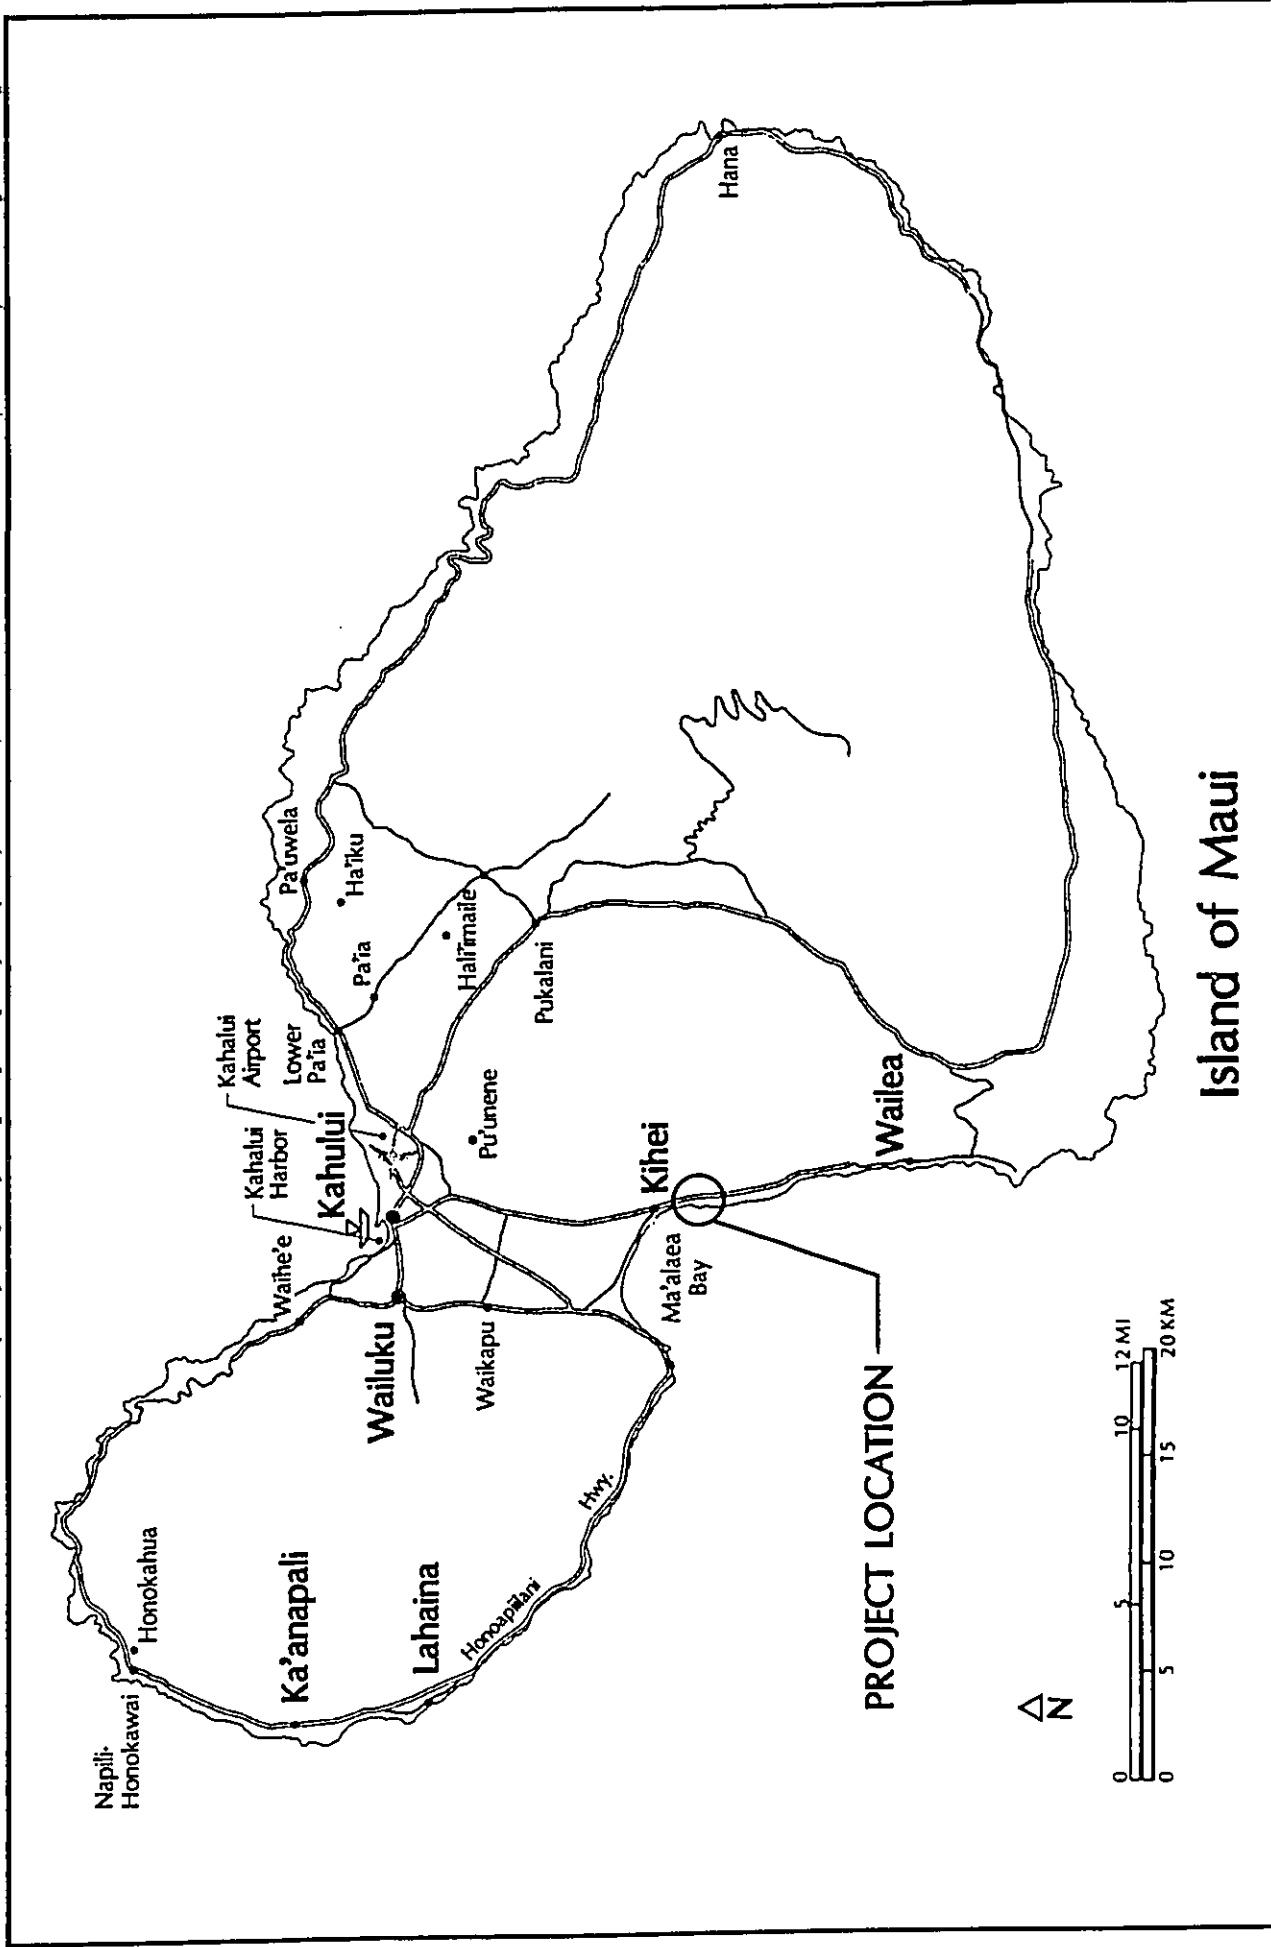 Napili-
Honokawai
Honokahua
Kahalui
Airport
Kahalui
Harbor
Waihe'e
Pa'uwela
Lower
Pa'ia
Ka'anapali
Kahului
Ha'iku
Pa'ia
Wailuku
Lahaina
Hali'imaile
Waikapu
Pu'unene
Honoapiilani Hwy.
Pukalani
Kihei
Ma'alaea
Bay
Hana
PROJECT LOCATION
Wailea
N
0 5 10 12 MI
0 5 10 15 20 KM
Island of Maui